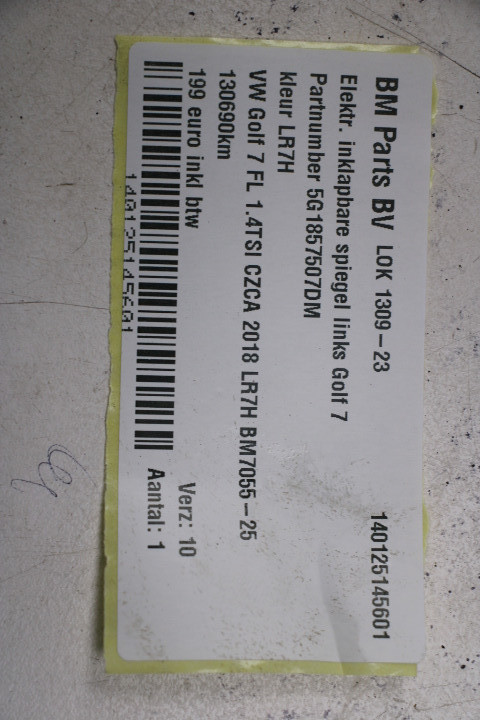 BM Parts BV LOK 1309-23 140125145601
Elektr. inklapbare spiegel links Golf 7
Partnumber 5G1857507DM
kleur LR7H
VW Golf 7 FL 1.4TSI CZCA 2018 LR7H BM7055-25
130690km
199 euro inkl btw Verz: 10
Aantal: 1
140125145601